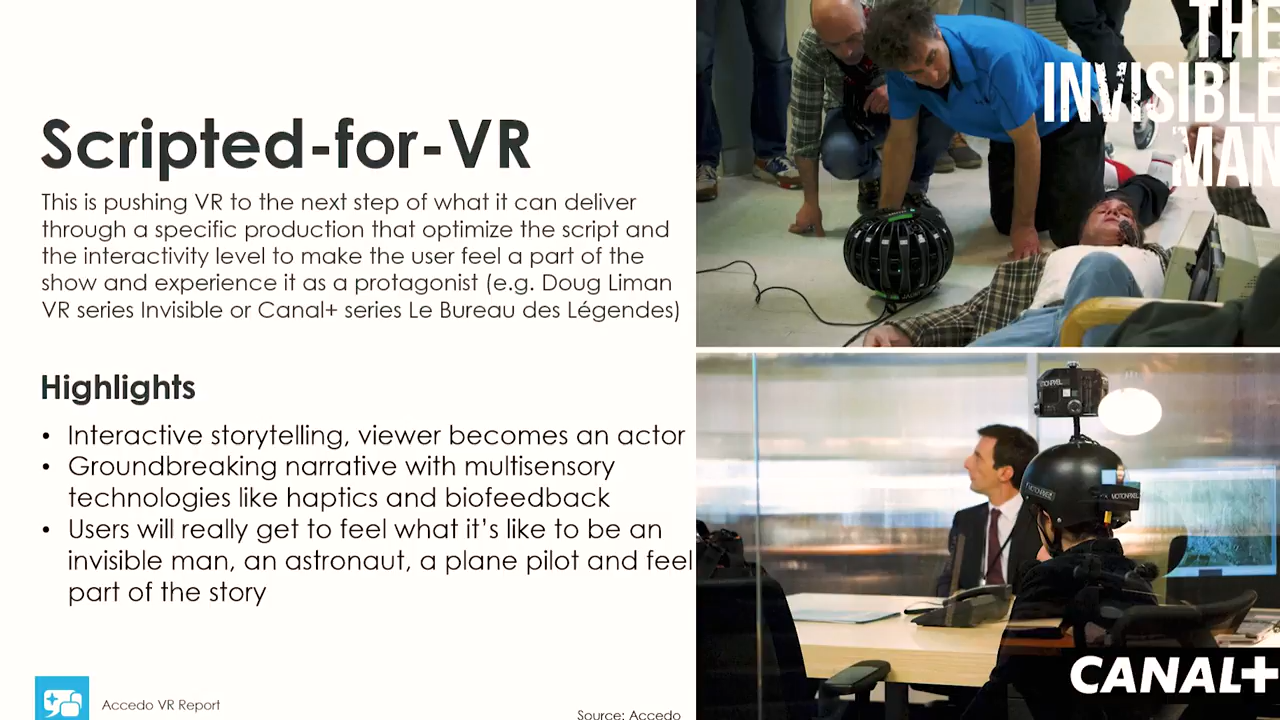 Scripted-for-VR
This is pushing VR to the next step of what it can deliver
through a specific production that optimize the script and
the interactivity level to make the user feel a part of the
show and experience it as a protagonist (e.g. Doug Liman
VR series Invisible or Canal+ series Le Bureau des Légendes)
Highlights
• Interactive storytelling, viewer becomes an actor
• Groundbreaking narrative with multisensory
technologies like haptics and biofeedback
• Users will really get to feel what it's like to be an
invisible man, an astronaut, a plane pilot and feel
part of the story
Accedo VR Report
Source: Accedo
THE
INVISIBLE
MAN
CANAL+